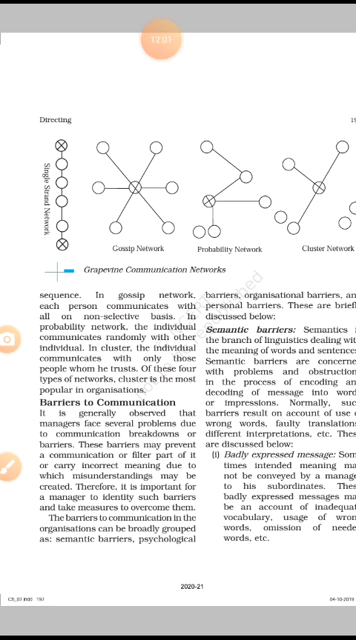 12:01
Directing
19
Single Strand Network
Gossip Network
Probability Network
Cluster Network
Grapevine Communication Networks
sequence. In gossip network,
each person communicates with
all on non-selective basis. In
probability network, the individual
communicates randomly with other
individual. In cluster, the individual
communicates with only those
people whom he trusts. Of these four
types of networks, cluster is the most
popular in organisations.
Barriers to Communication
It is generally observed that
managers face several problems due
to communication breakdowns or
barriers. These barriers may prevent
a communication or filter part of it
or carry incorrect meaning due to
which misunderstandings may be
created. Therefore, it is important for
a manager to identify such barriers
and take measures to overcome them.
The barriers to communication in the
organisations can be broadly grouped
as: semantic barriers, psychological
barriers, organisational barriers, an
personal barriers. These are briefl
discussed below:
Semantic barriers: Semantics i
the branch of linguistics dealing wit
the meaning of words and sentences
Semantic barriers are concerne
with problems and obstruction
in the process of encoding an
decoding of message into word
or impressions. Normally, suc
barriers result on account of use o
wrong words, faulty translations
different interpretations, etc. Thes
are discussed below:
(i) Badly expressed message: Som
times intended meaning ma
not be conveyed by a manage
to his subordinates. Thes
badly expressed messages ma
be an account of inadequat
vocabulary, usage of wron
words, omission of neede
words, etc.
2020-21
04-10-2019